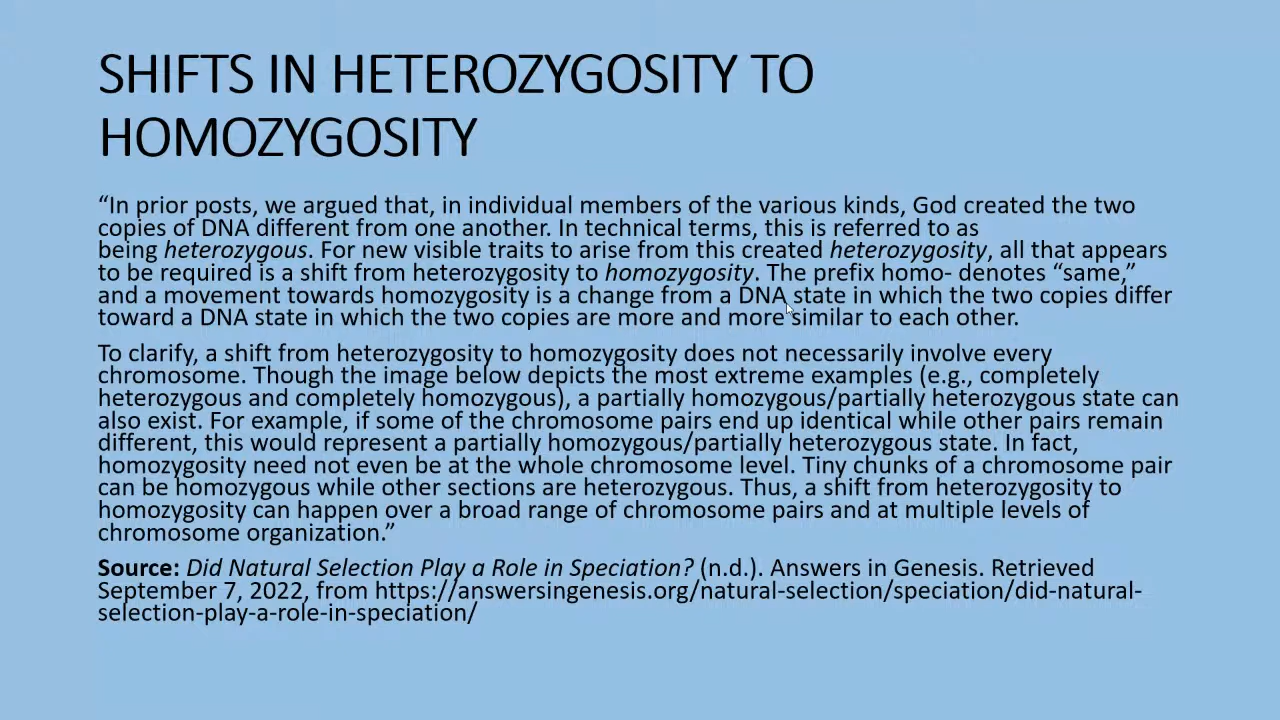 SHIFTS IN HETEROZYGOSITY TO
HOMOZYGOSITY
“In prior posts, we argued that, in individual members of the various kinds, God created the two
copies of DNA different from one another. In technical terms, this is referred to as
being heterozygous. For new visible traits to arise from this created heterozygosity, all that appears
to be required is a shift from heterozygosity to homozygosity. The prefix homo- denotes “same,”
and a movement towards homozygosity is a change from a DNA state in which the two copies differ
toward a DNA state in which the two copies are more and more similar to each other.
To clarify, a shift from heterozygosity to homozygosity does not necessarily involve every
chromosome. Though the image below depicts the most extreme examples (e.g., completely
heterozygous and completely homozygous), a partially homozygous/partially heterozygous state can
also exist. For example, if some of the chromosome pairs end up identical while other pairs remain
different, this would represent a partially homozygous/partially heterozygous state. In fact,
homozygosity need not even be at the whole chromosome level. Tiny chunks of a chromosome pair
can be homozygous while other sections are heterozygous. Thus, a shift from heterozygosity to
homozygosity can happen over a broad range of chromosome pairs and at multiple levels of
chromosome organization.”
Source: Did Natural Selection Play a Role in Speciation? (n.d.). Answers in Genesis. Retrieved
September 7, 2022, from https://answersingenesis.org/natural-selection/speciation/did-natural-
selection-play-a-role-in-speciation/